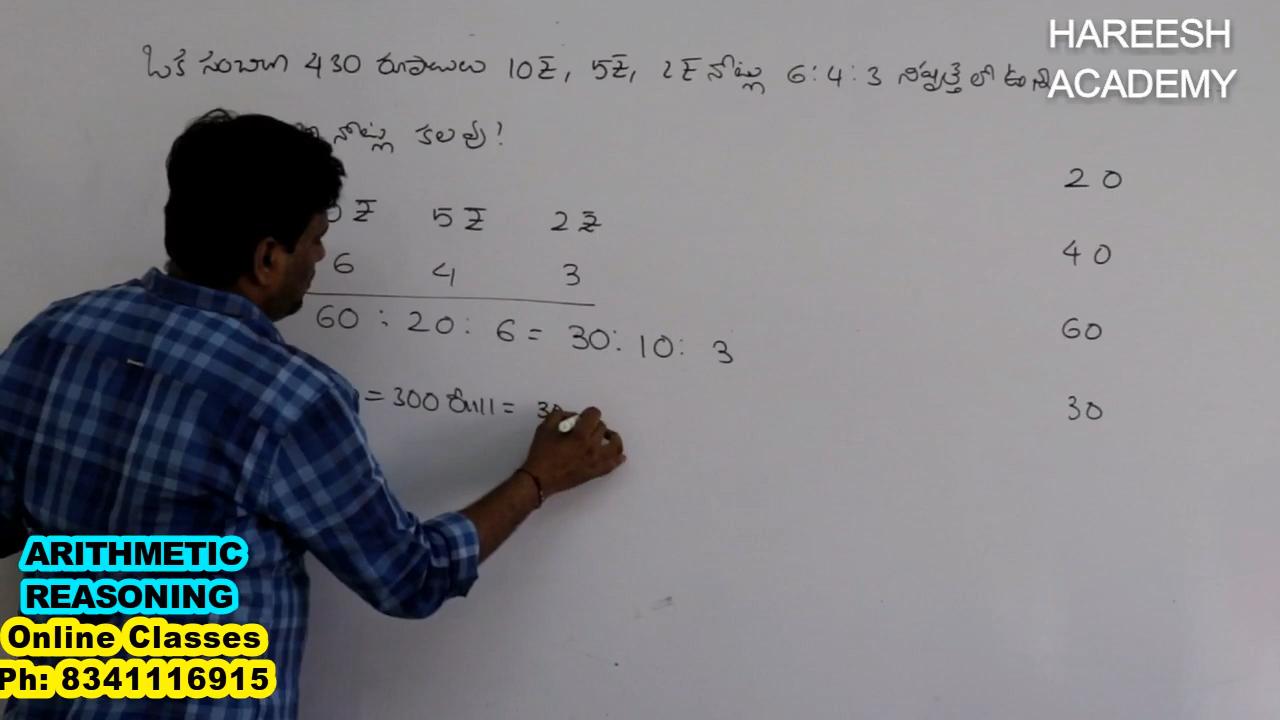 HAREESH
ACADEMY
ఒక సంచిలో 430 రూపాయలు 10₹, 5₹, 2₹ నోట్లు 6:4:3 నిష్పత్తిలో
నోట్లు కలవు?
₹ 5₹ 2₹
6 4 3
60 : 20 : 6 = 30 : 10 : 3
= 300 రూ|| = 30
20
40
60
30
ARITHMETIC
REASONING
Online Classes
Ph: 8341116915